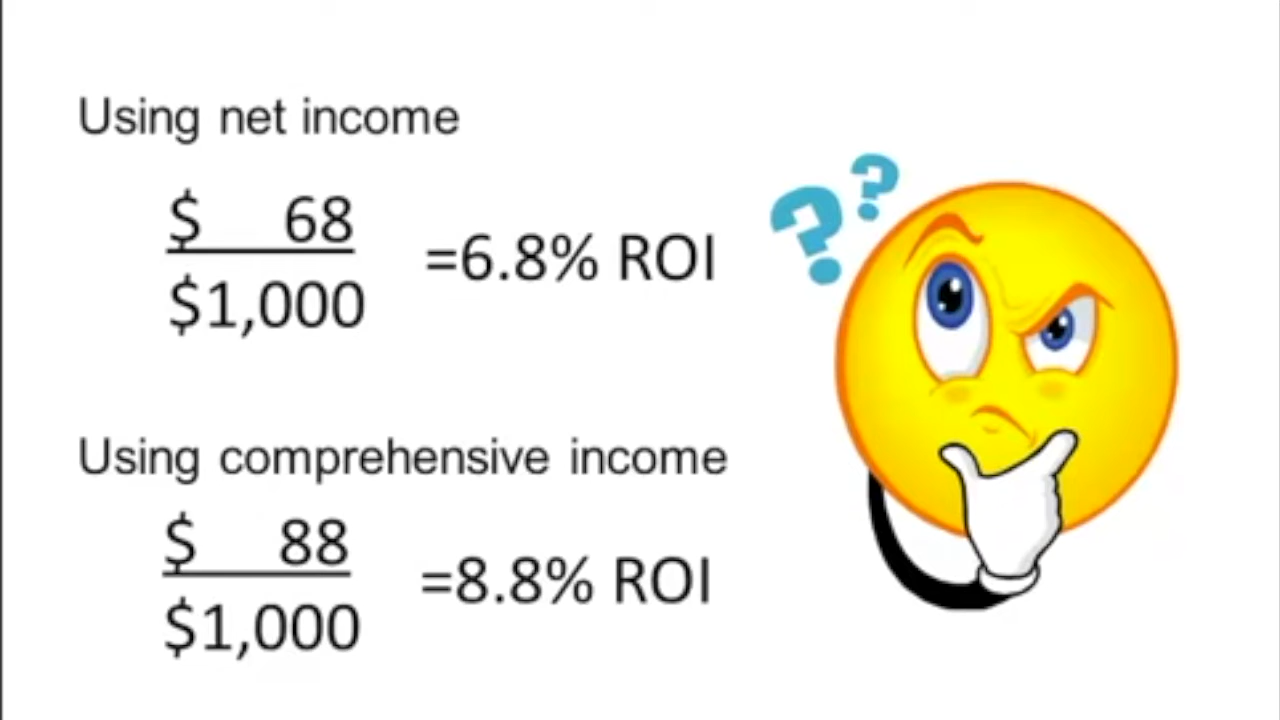 Using net income
$ 68
$1,000
=6.8% ROI
? ?
Using comprehensive income
$ 88
$1,000
=8.8% ROI